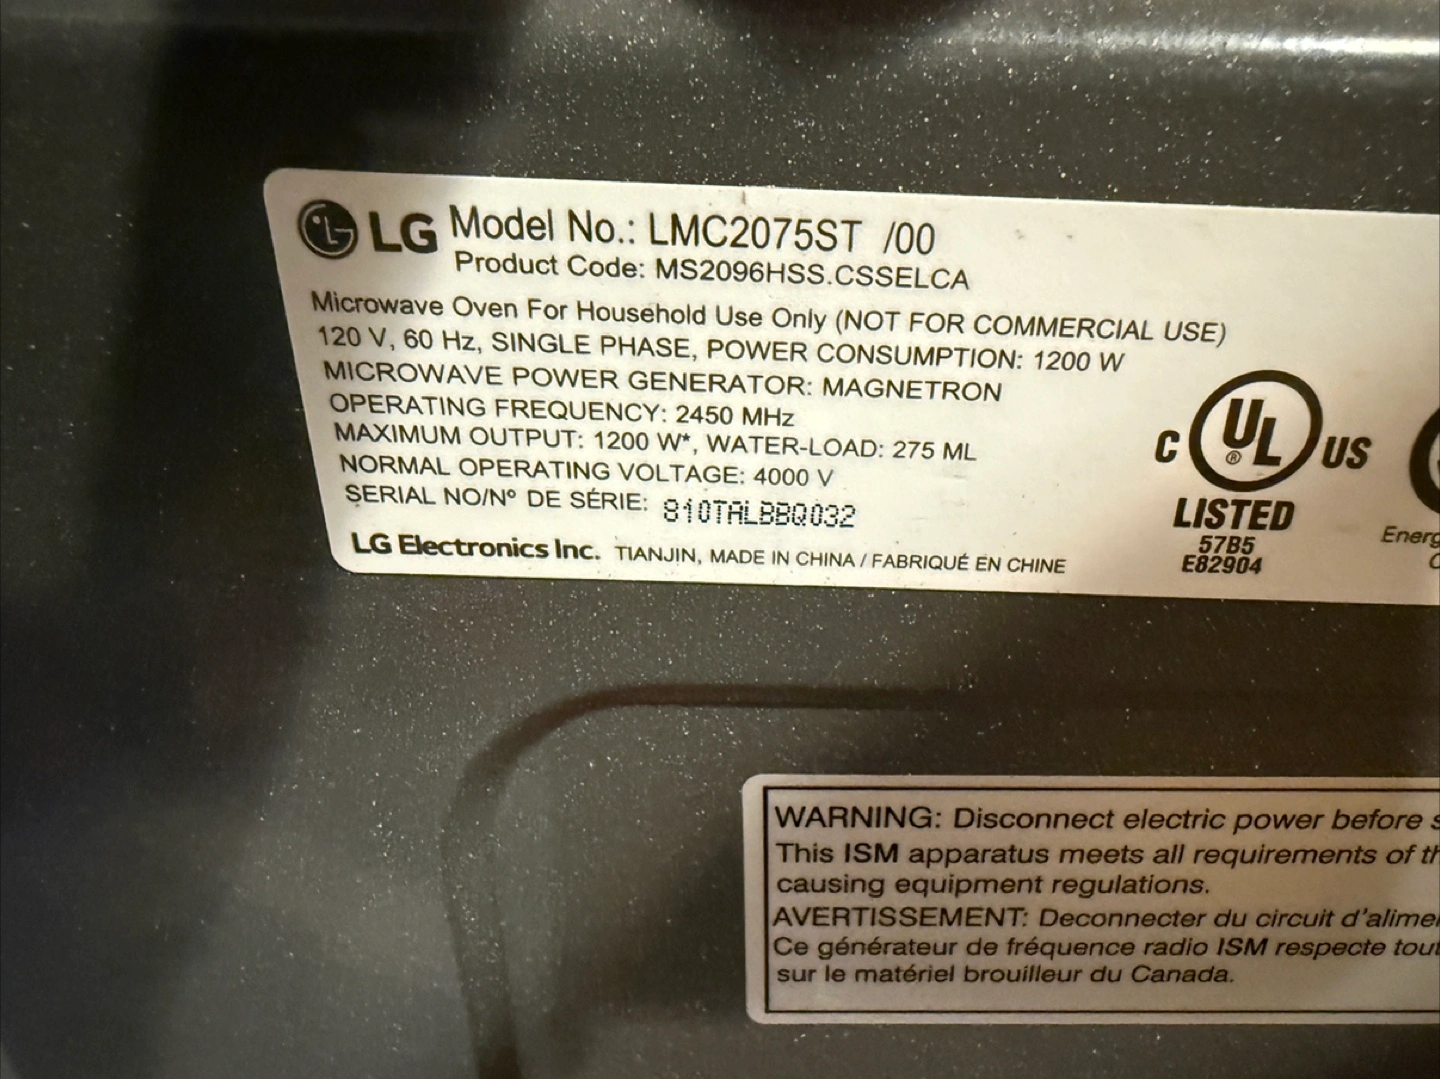 LG Model No.: LMC2075ST /00
Product Code: MS2096HSS.CSSELCA
Microwave Oven For Household Use Only (NOT FOR COMMERCIAL USE)
120 V, 60 Hz, SINGLE PHASE, POWER CONSUMPTION: 1200 W
MICROWAVE POWER GENERATOR: MAGNETRON
OPERATING FREQUENCY: 2450 MHz
MAXIMUM OUTPUT: 1200 W*, WATER-LOAD: 275 ML
NORMAL OPERATING VOLTAGE: 4000 V
SERIAL NO/Nº DE SÉRIE: 810TALBBQ032
LG Electronics Inc. TIANJIN, MADE IN CHINA / FABRIQUÉ EN CHINE
C UL® US
LISTED
57B5
E82904
WARNING: Disconnect electric power before
This ISM apparatus meets all requirements of
causing equipment regulations.
AVERTISSEMENT: Deconnecter du circuit
Ce générateur de fréquence radio ISM respecte
sur le matériel brouilleur du Canada.